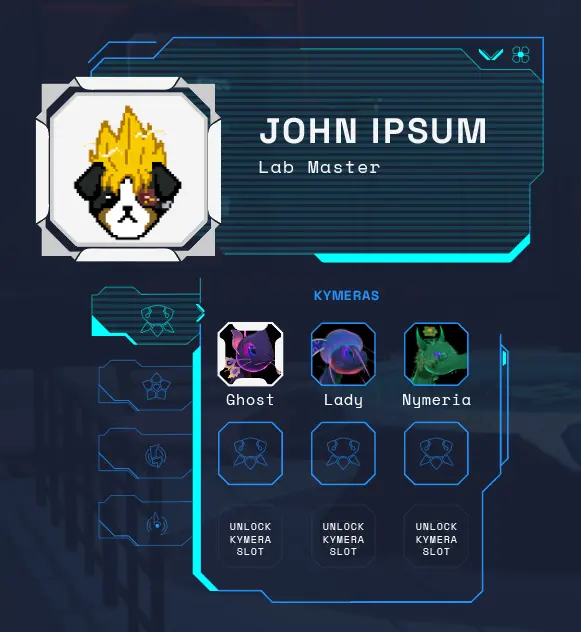 JOHN IPSUM
Lab Master
KYMERAS
Ghost
Lady
Nymeria
UNLOCK
KYMERA
SLOT
UNLOCK
KYMERA
SLOT
UNLOCK
KYMERA
SLOT